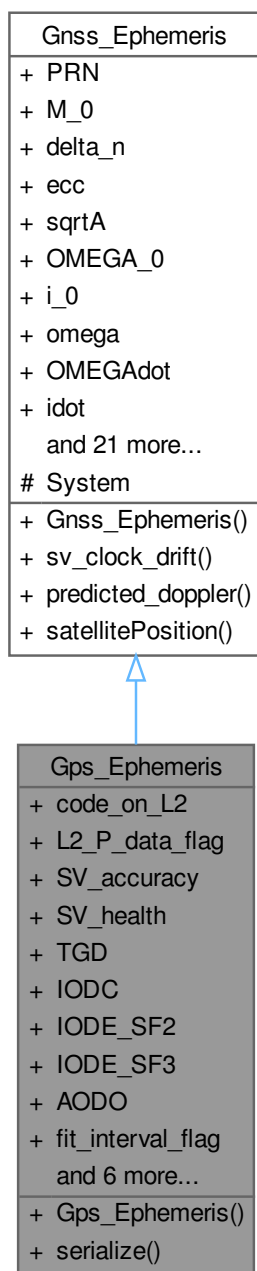 Gnss_Ephemeris
+ PRN
+ M_0
+ delta_n
+ ecc
+ sqrtA
+ OMEGA_0
+ i_0
+ omega
+ OMEGAdot
+ idot
and 21 more...
# System
+ Gnss_Ephemeris()
+ sv_clock_drift()
+ predicted_doppler()
+ satellitePosition()
Gps_Ephemeris
+ code_on_L2
+ L2_P_data_flag
+ SV_accuracy
+ SV_health
+ TGD
+ IODC
+ IODE_SF2
+ IODE_SF3
+ AODO
+ fit_interval_flag
and 6 more...
+ Gps_Ephemeris()
+ serialize()